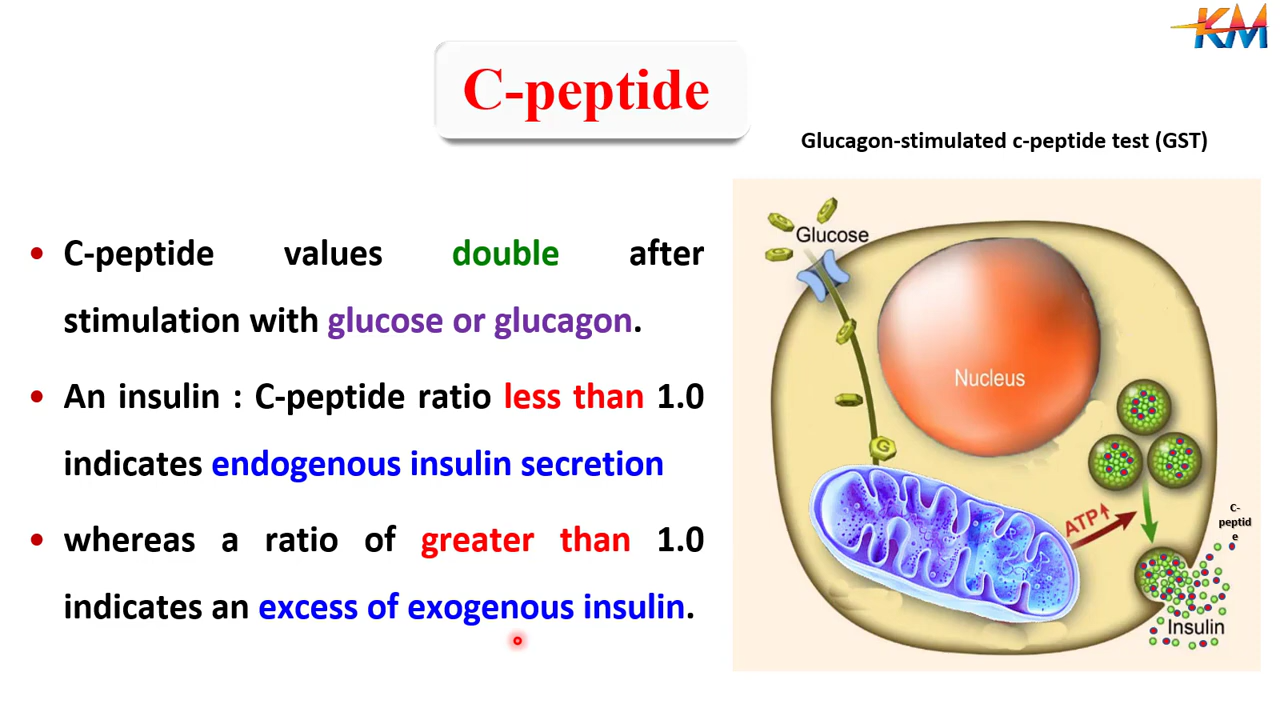 KM
C-peptide
Glucagon-stimulated c-peptide test (GST)
• C-peptide values double after
stimulation with glucose or glucagon.
• An insulin : C-peptide ratio less than 1.0
indicates endogenous insulin secretion
• whereas a ratio of greater than 1.0
indicates an excess of exogenous insulin.
Glucose
Nucleus
G
ATP↑
C-
peptid
e
Insulin